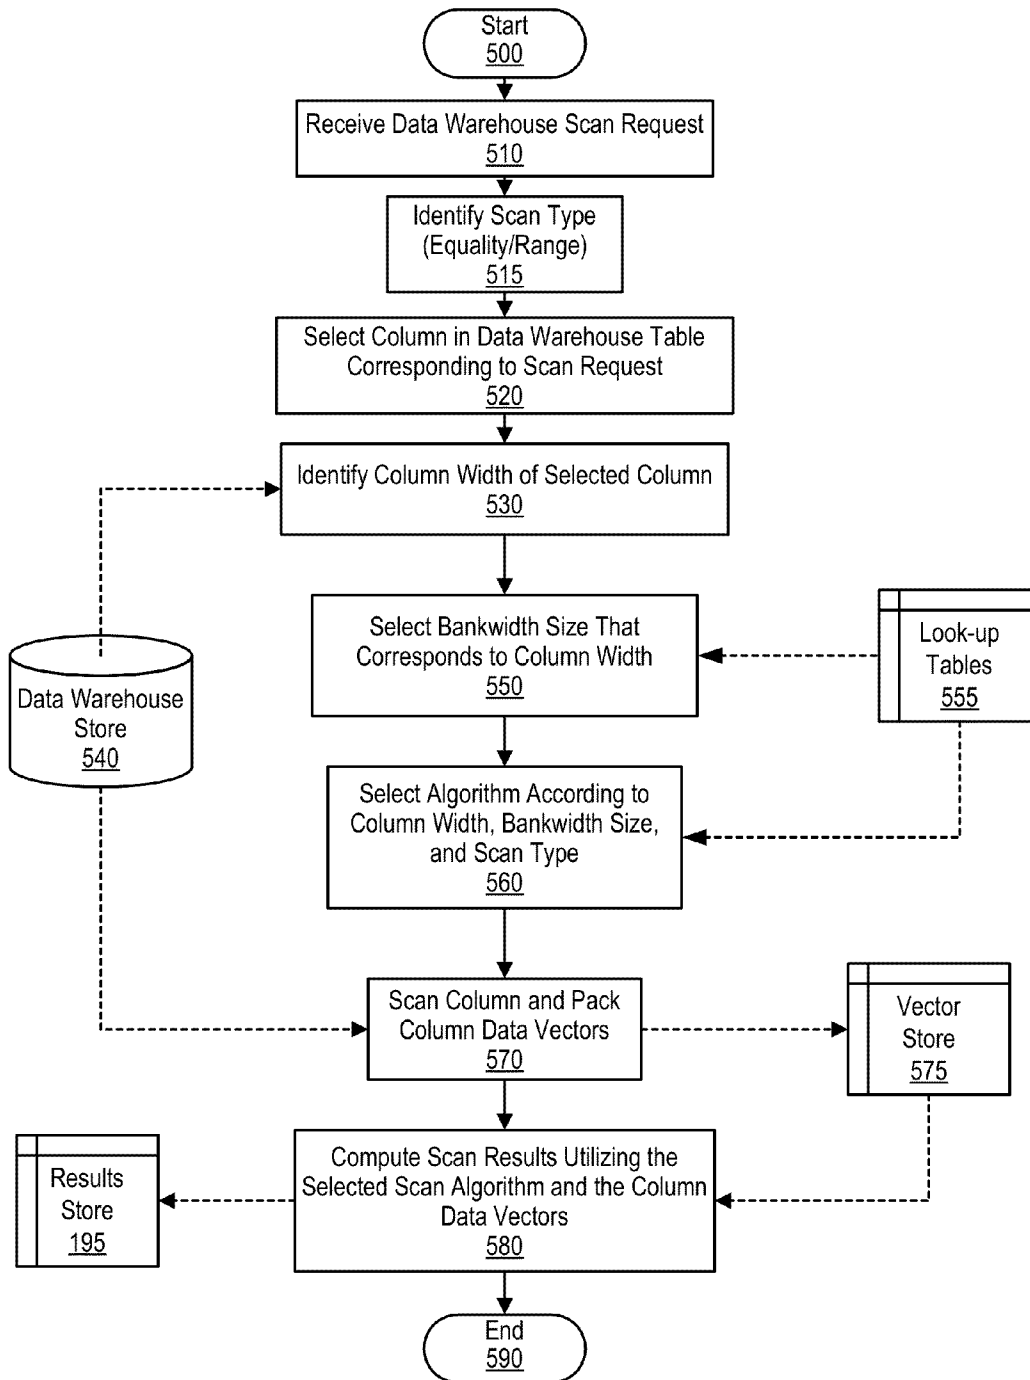 Start
500
Receive Data Warehouse Scan Request
510
Identify Scan Type
(Equality/Range)
515
Select Column in Data Warehouse Table
Corresponding to Scan Request
520
Identify Column Width of Selected Column
530
Data Warehouse
Store
540
Select Bankwidth Size That
Corresponds to Column Width
550
Look-up
Tables
555
Select Algorithm According to
Column Width, Bankwidth Size,
and Scan Type
560
Scan Column and Pack
Column Data Vectors
570
Vector
Store
575
Compute Scan Results Utilizing the
Selected Scan Algorithm and the Column
Data Vectors
580
Results
Store
195
End
590